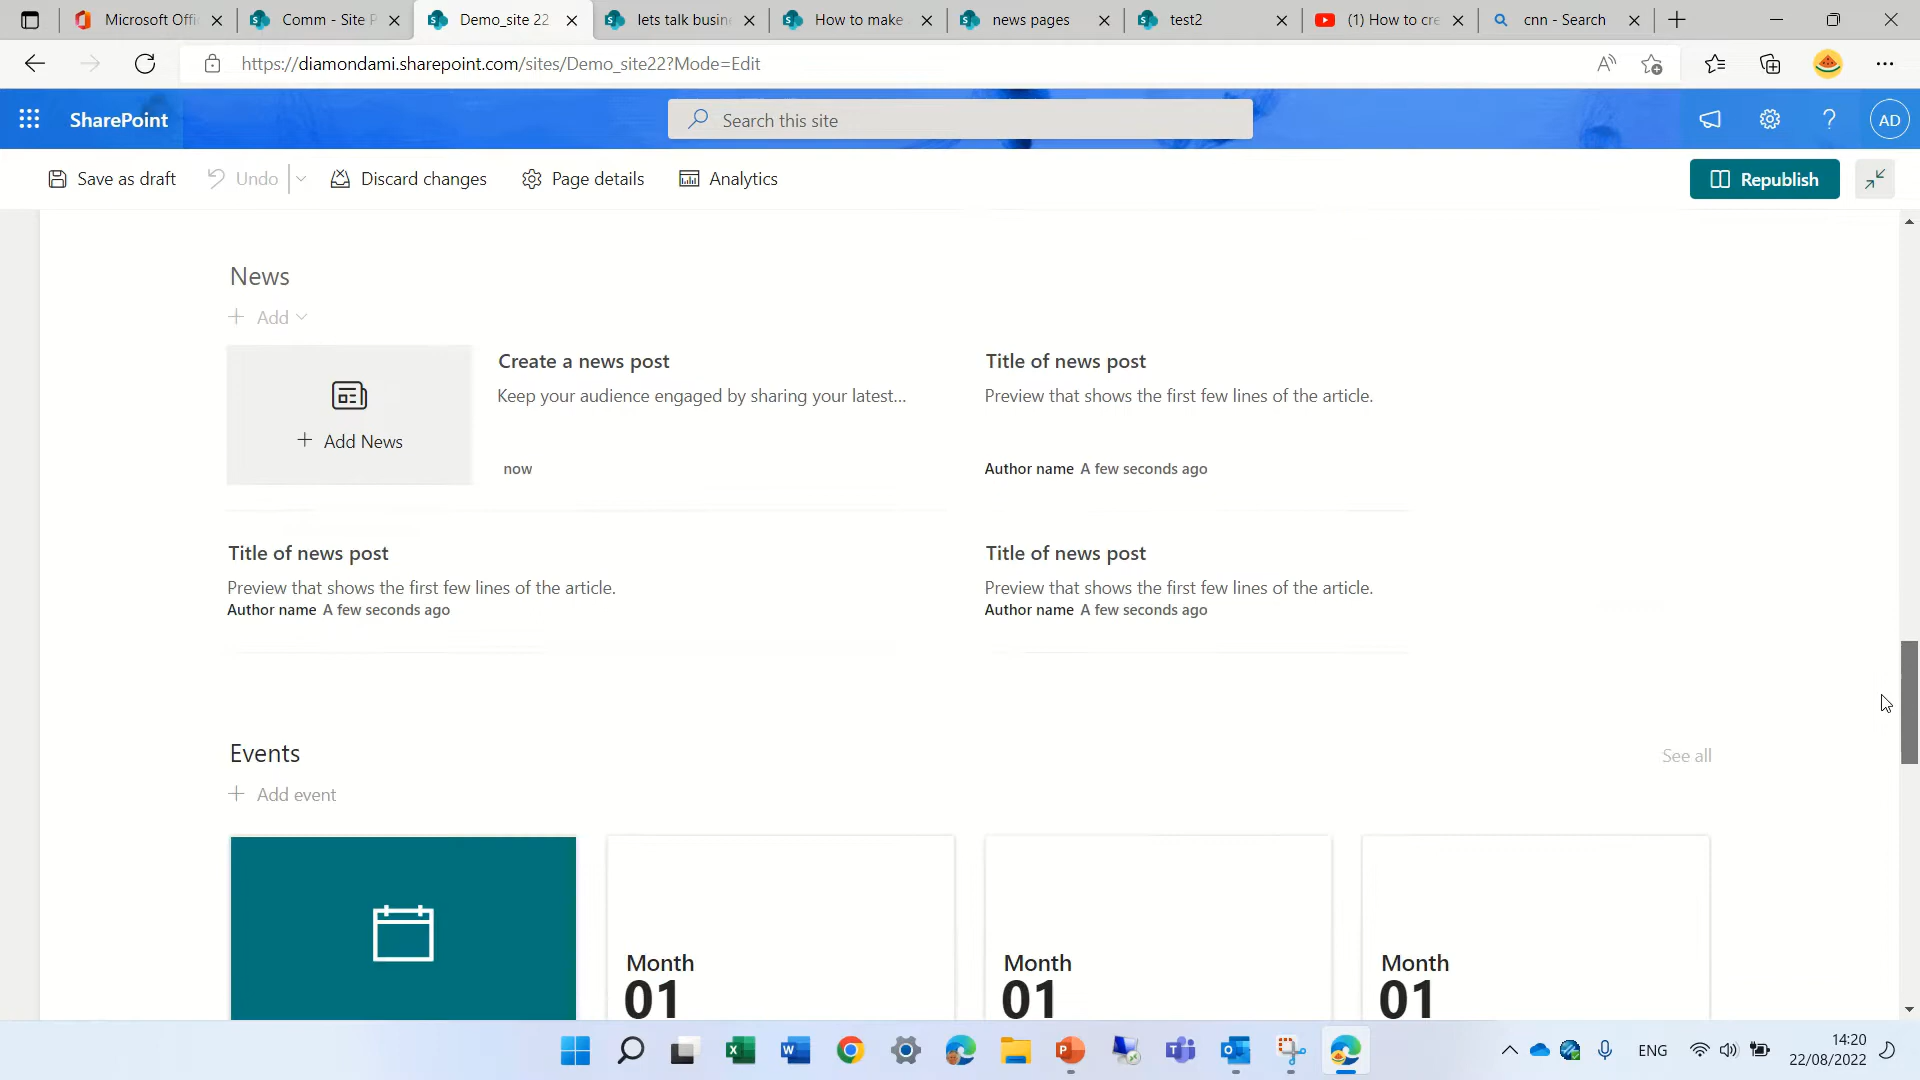 Microsoft Offi
Comm - Site P
Demo_site 22
lets talk busin
How to make
news pages
test2
(1) How to cre
cnn - Search
https://diamondami.sharepoint.com/sites/Demo_site22?Mode=Edit
SharePoint
Search this site
AD
Save as draft
Undo
Discard changes
Page details
Analytics
Republish
News
Add
Add News
Create a news post
Keep your audience engaged by sharing your latest...
now
Title of news post
Preview that shows the first few lines of the article.
Author name A few seconds ago
Title of news post
Preview that shows the first few lines of the article.
Author name A few seconds ago
Title of news post
Preview that shows the first few lines of the article.
Author name A few seconds ago
Events
See all
Add event
Month
01
Month
01
Month
01
ENG
14:20
22/08/2022